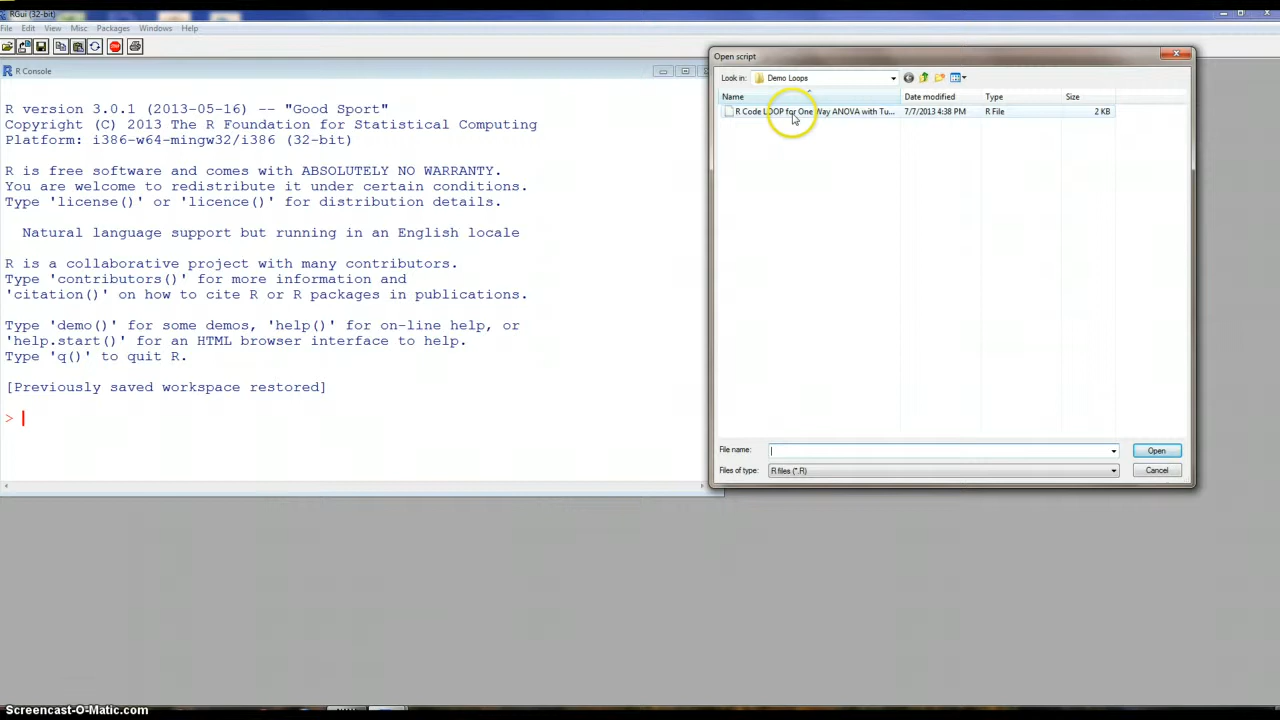 RGui (32-bit)
File Edit View Misc Packages Windows Help
R Console
R version 3.0.1 (2013-05-16) -- "Good Sport"
Copyright (C) 2013 The R Foundation for Statistical Computing
Platform: i386-w64-mingw32/i386 (32-bit)
R is free software and comes with ABSOLUTELY NO WARRANTY.
You are welcome to redistribute it under certain conditions.
Type 'license()' or 'licence()' for distribution details.
Natural language support but running in an English locale
R is a collaborative project with many contributors.
Type 'contributors()' for more information and
'citation()' on how to cite R or R packages in publications.
Type 'demo()' for some demos, 'help()' for on-line help, or
'help.start()' for an HTML browser interface to help.
Type 'q()' to quit R.
[Previously saved workspace restored]
>
Open script
Look in: Demo Loops
Name Date modified Type Size
R Code LOOP for One Way ANOVA with Tu... 7/7/2013 4:38 PM R File 2 KB
File name: Open
Files of type: R files (*.R) Cancel
Screencast-O-Matic.com